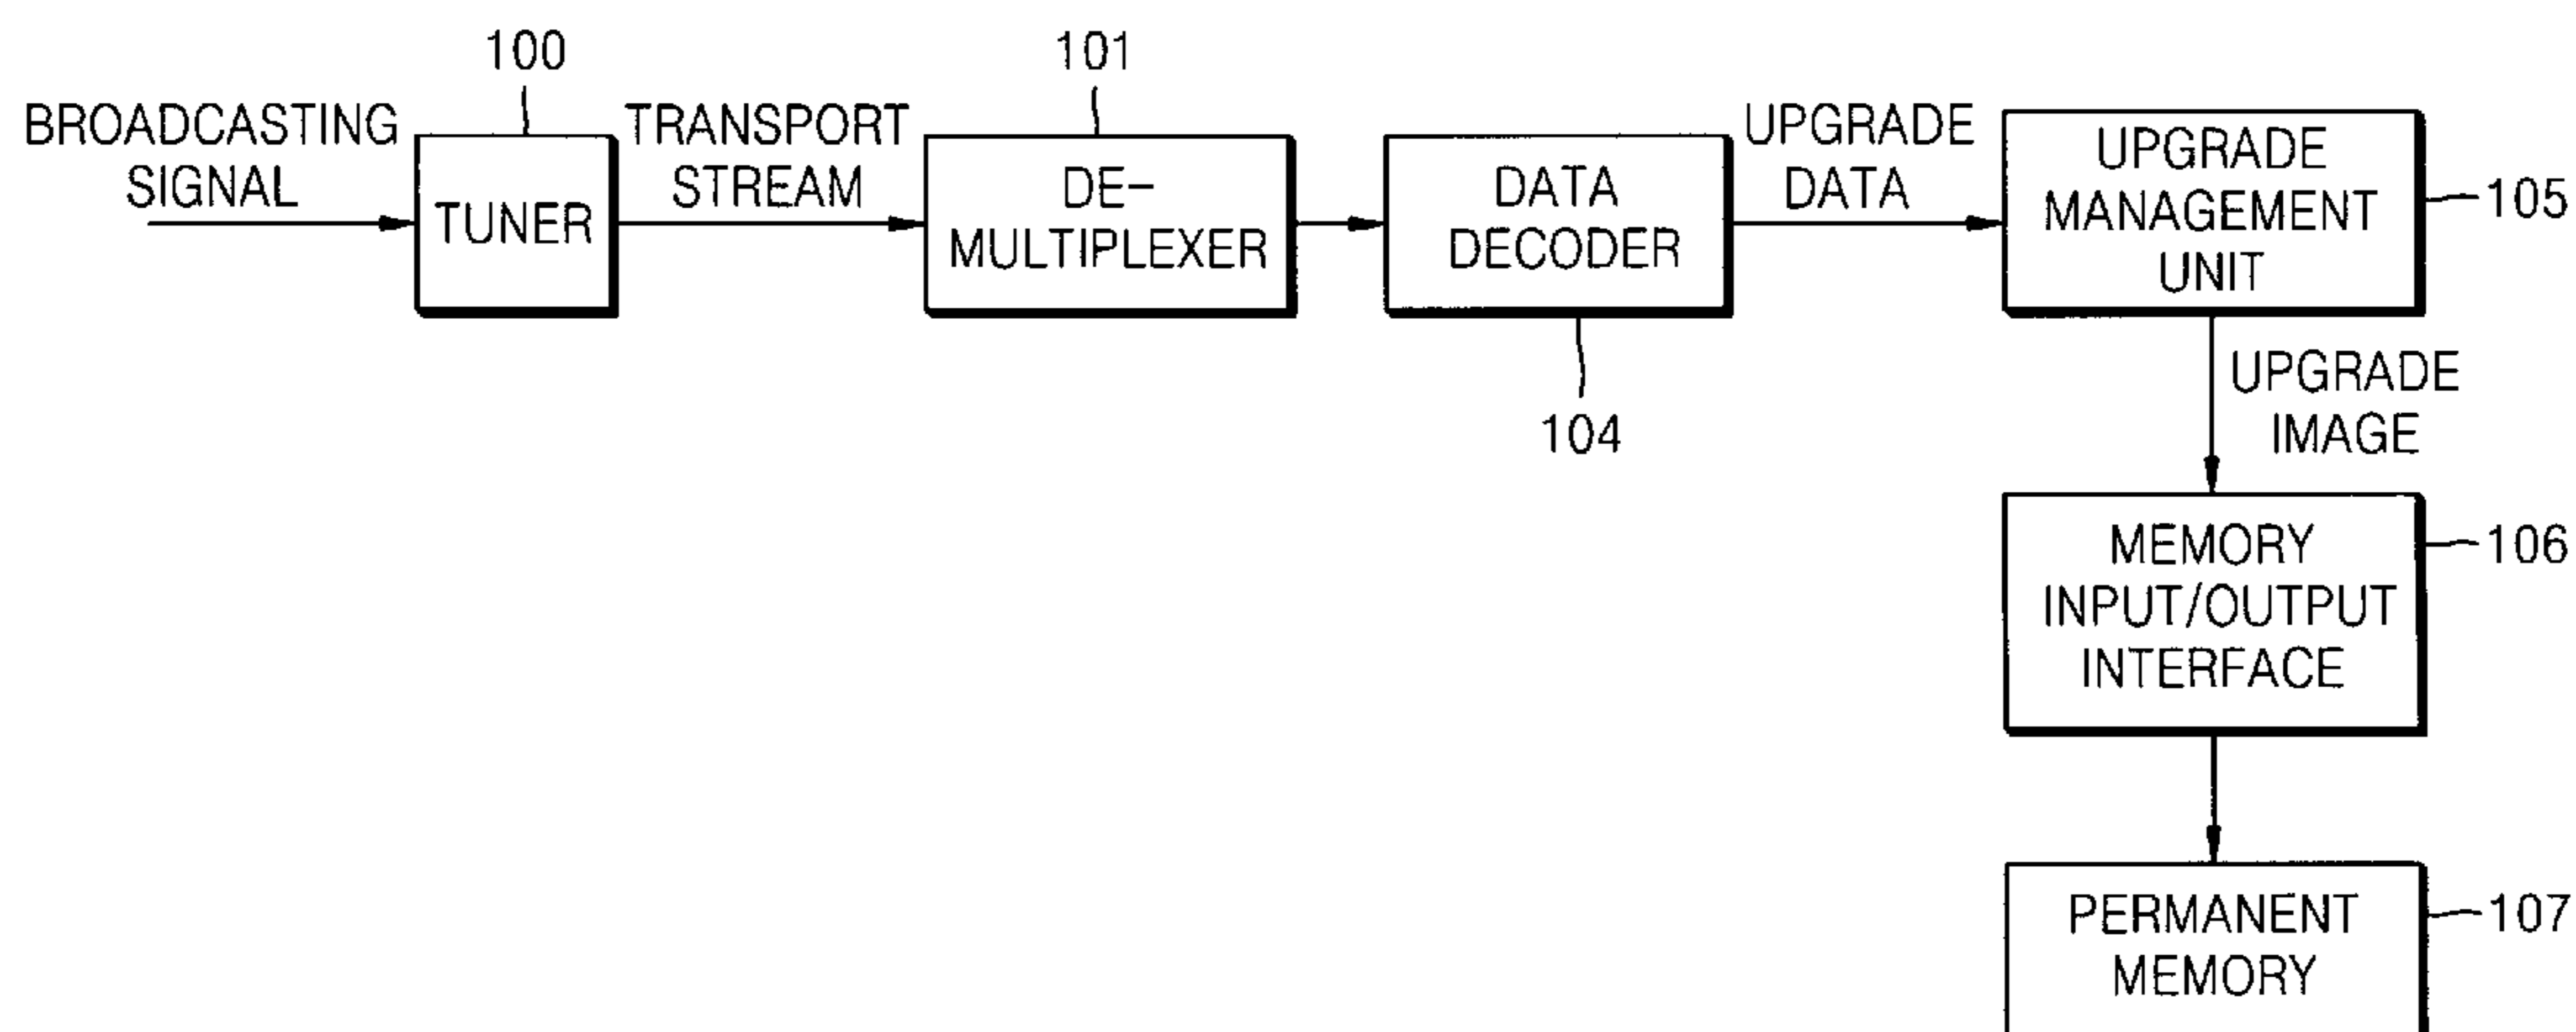 100
101
BROADCASTING
SIGNAL
TUNER
TRANSPORT
STREAM
DE-
MULTIPLEXER
DATA
DECODER
104
UPGRADE
DATA
UPGRADE
MANAGEMENT
UNIT
105
UPGRADE
IMAGE
MEMORY
INPUT/OUTPUT
INTERFACE
106
PERMANENT
MEMORY
107